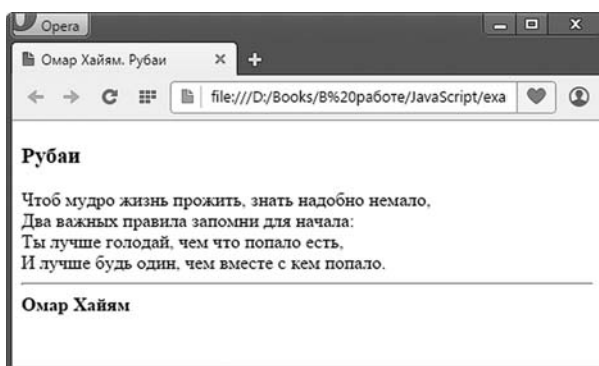 Opera
Омар Хайям. Рубаи
file:///D:/Books/В%20работе/JavaScript/exa
Рубаи
Чтоб мудро жизнь прожить, знать надобно немало,
Два важных правила запомни для начала:
Ты лучше голодай, чем что попало есть,
И лучше будь один, чем вместе с кем попало.
Омар Хайям